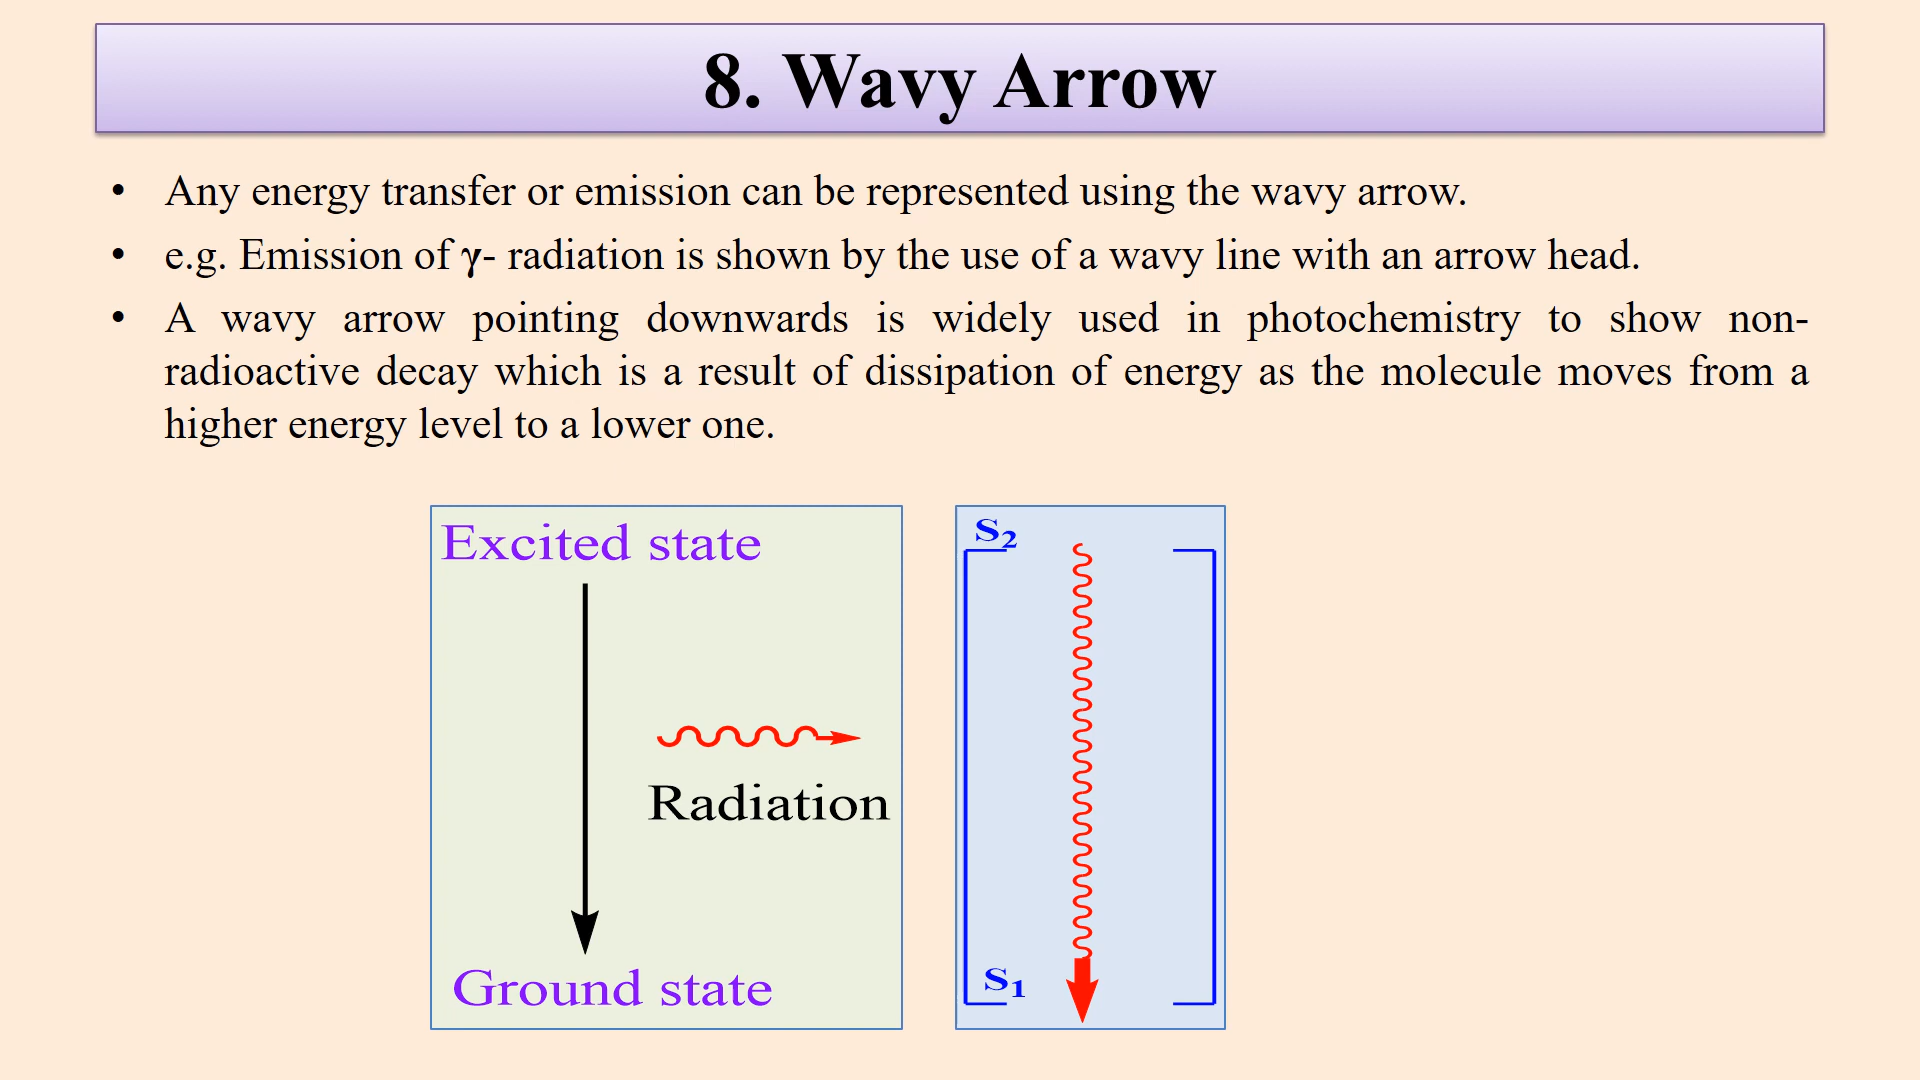 8. Wavy Arrow
• Any energy transfer or emission can be represented using the wavy arrow.
• e.g. Emission of γ- radiation is shown by the use of a wavy line with an arrow head.
• A wavy arrow pointing downwards is widely used in photochemistry to show non-
radioactive decay which is a result of dissipation of energy as the molecule moves from a
higher energy level to a lower one.
Excited state
Radiation
Ground state
S₂
S₁